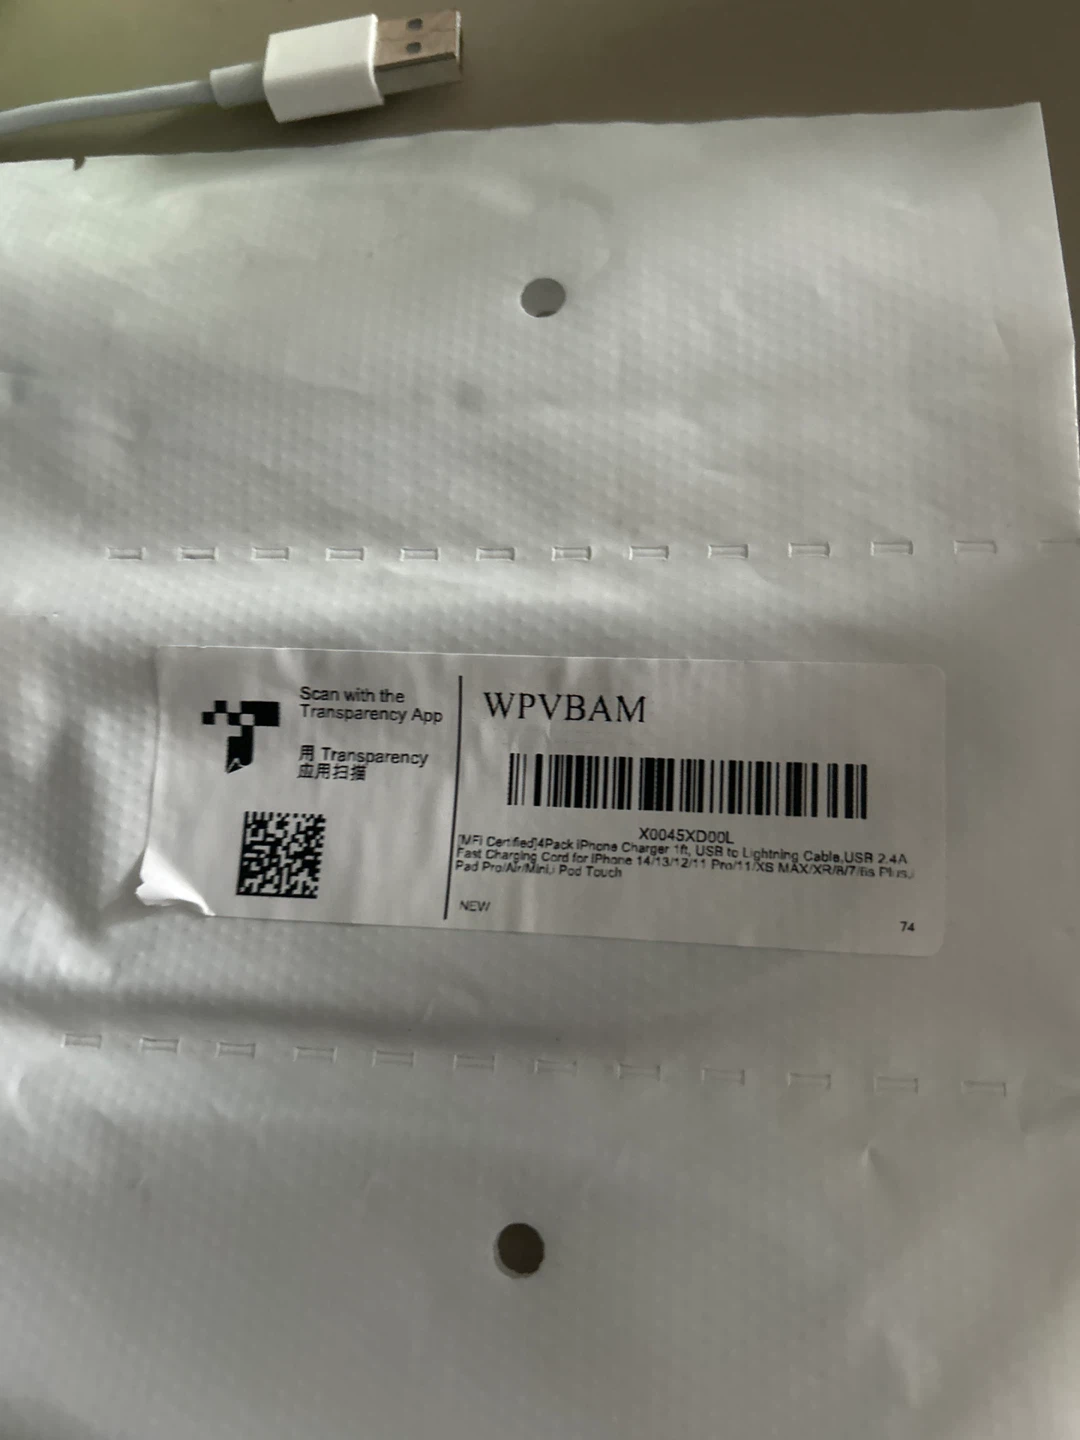 Scan with the
Transparency App
用 Transparency
应用扫描
WPVBAM
X0045XD00L
[MFi Certified]4Pack iPhone Charger 1ft, USB to Lightning Cable,USB 2.4A
Fast Charging Cord for iPhone 14/13/12/11 Pro/11/XS MAX/XR/8/7/6s Plus,i
Pad Pro/Air/Mini,i Pod Touch
NEW
74